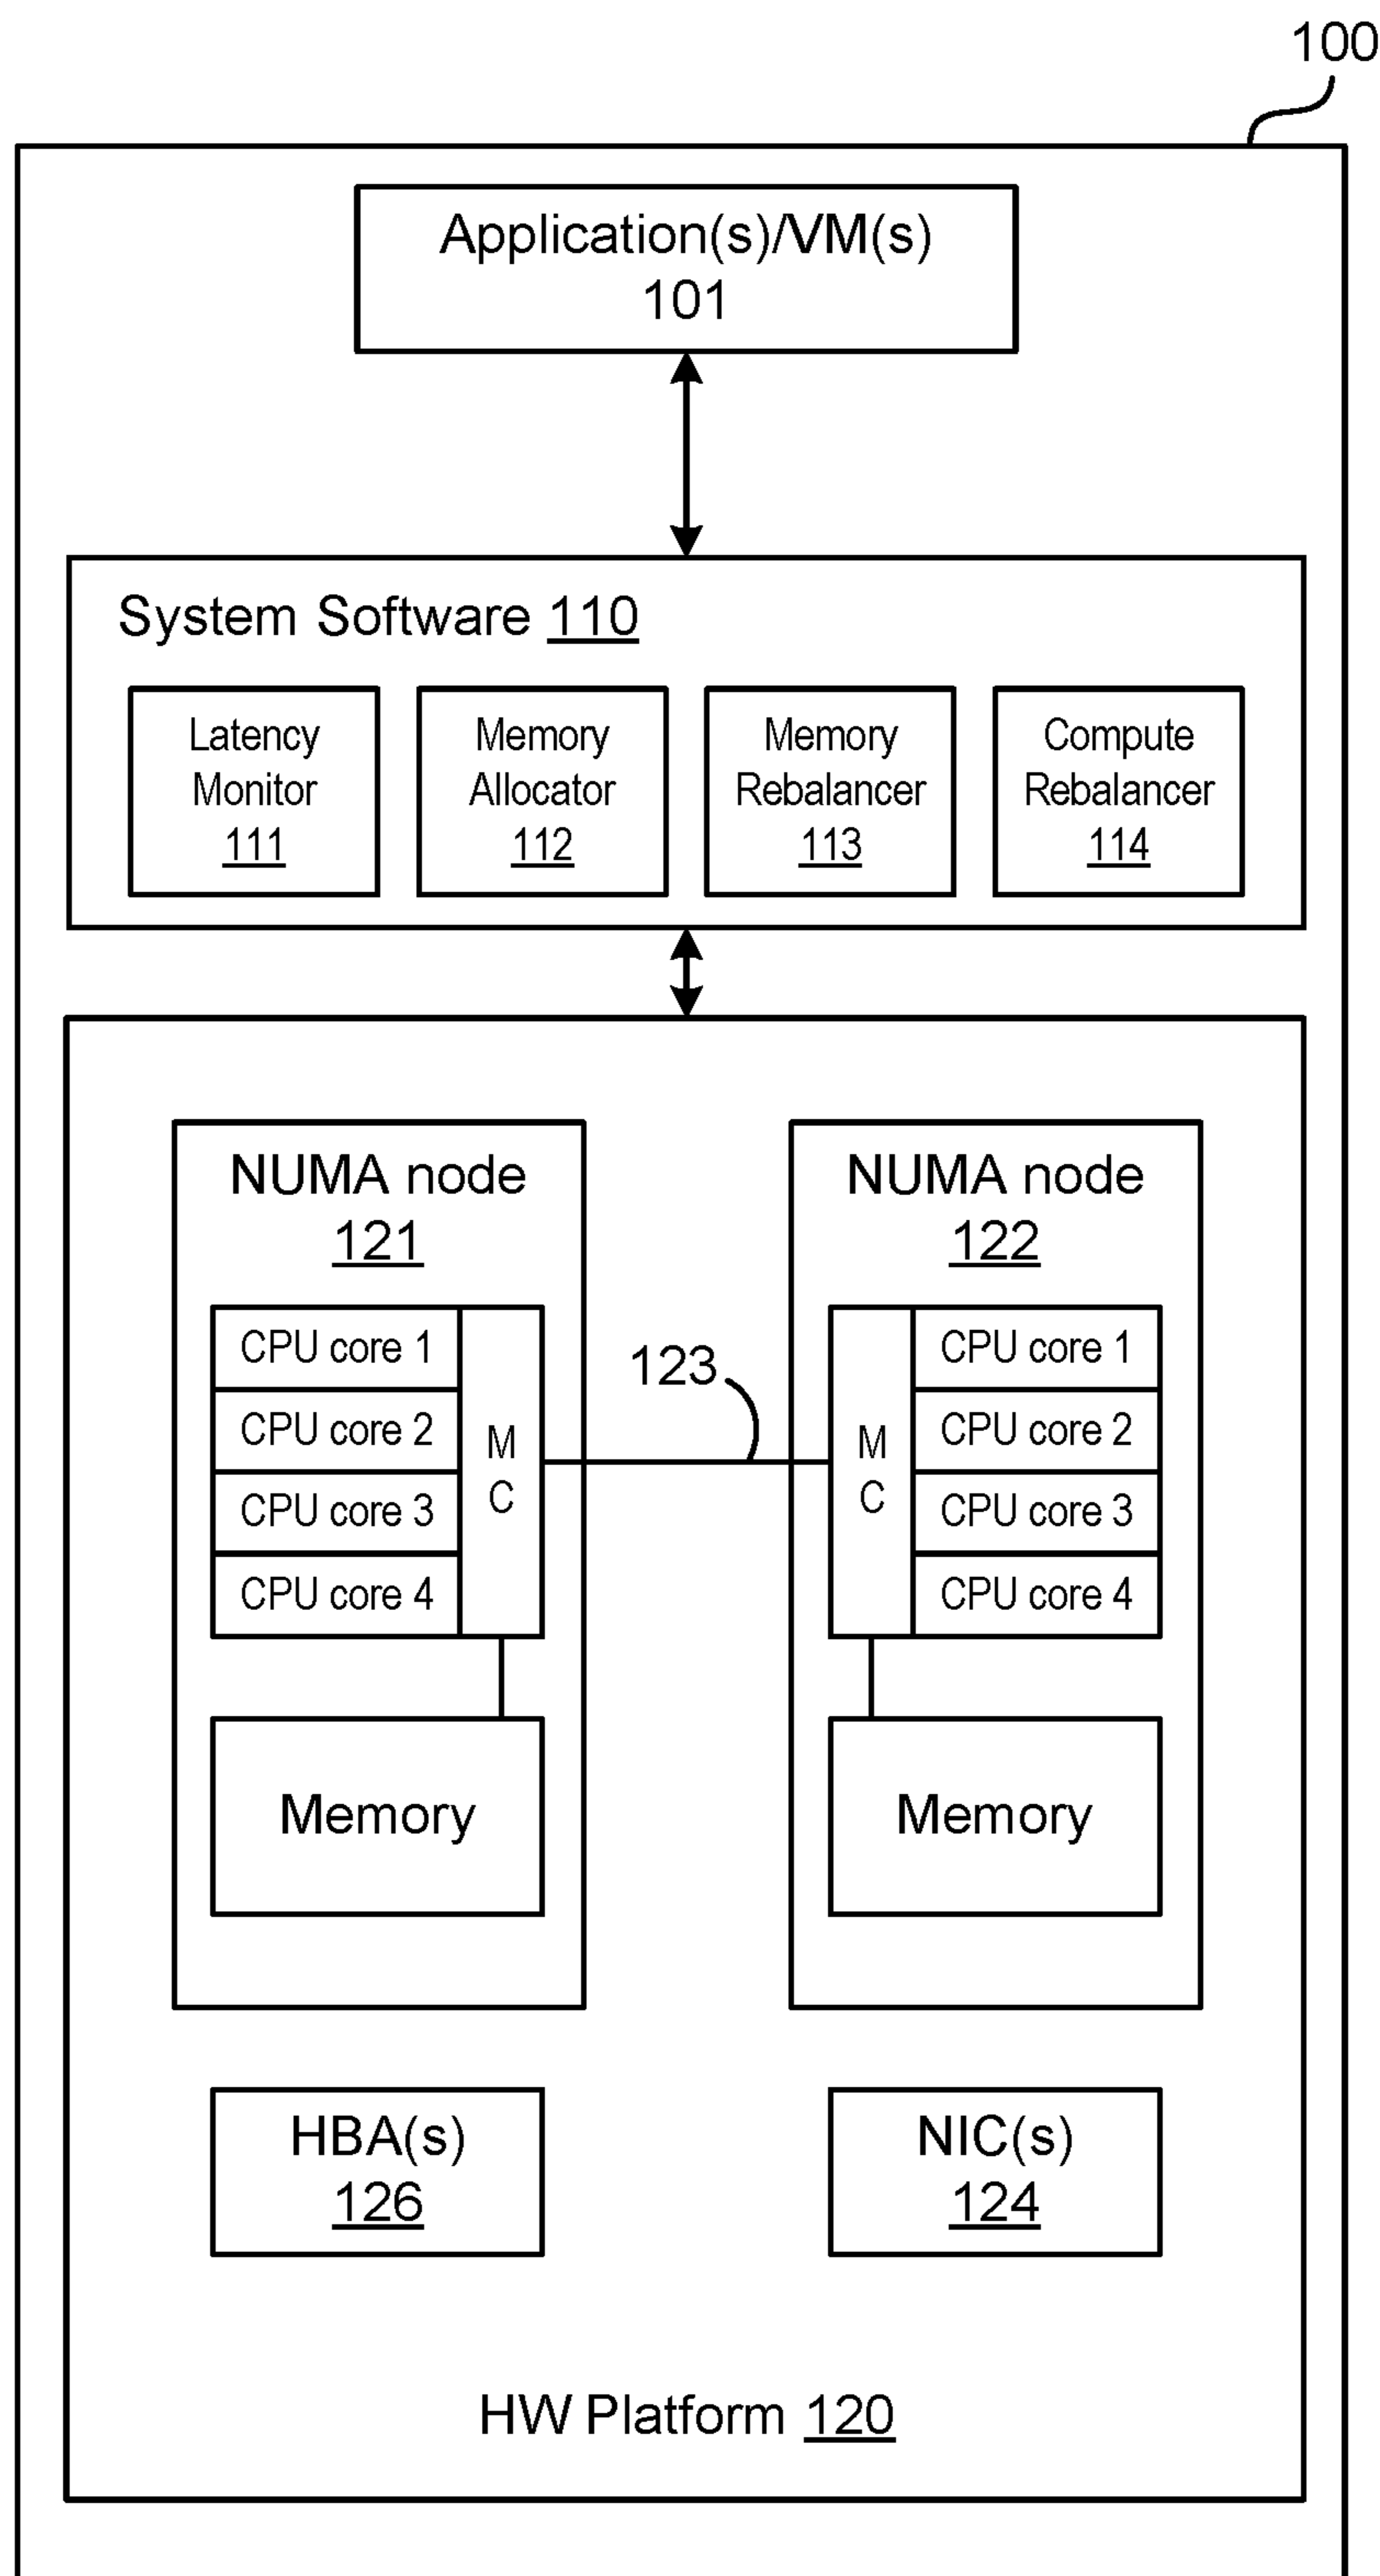 100
Application(s)/VM(s)
101
System Software 110
Latency
Monitor
111
Memory
Allocator
112
Memory
Rebalancer
113
Compute
Rebalancer
114
NUMA node
121
CPU core 1
CPU core 2
CPU core 3
CPU core 4
M
C
Memory
123
NUMA node
122
M
C
CPU core 1
CPU core 2
CPU core 3
CPU core 4
Memory
HBA(s)
126
NIC(s)
124
HW Platform 120